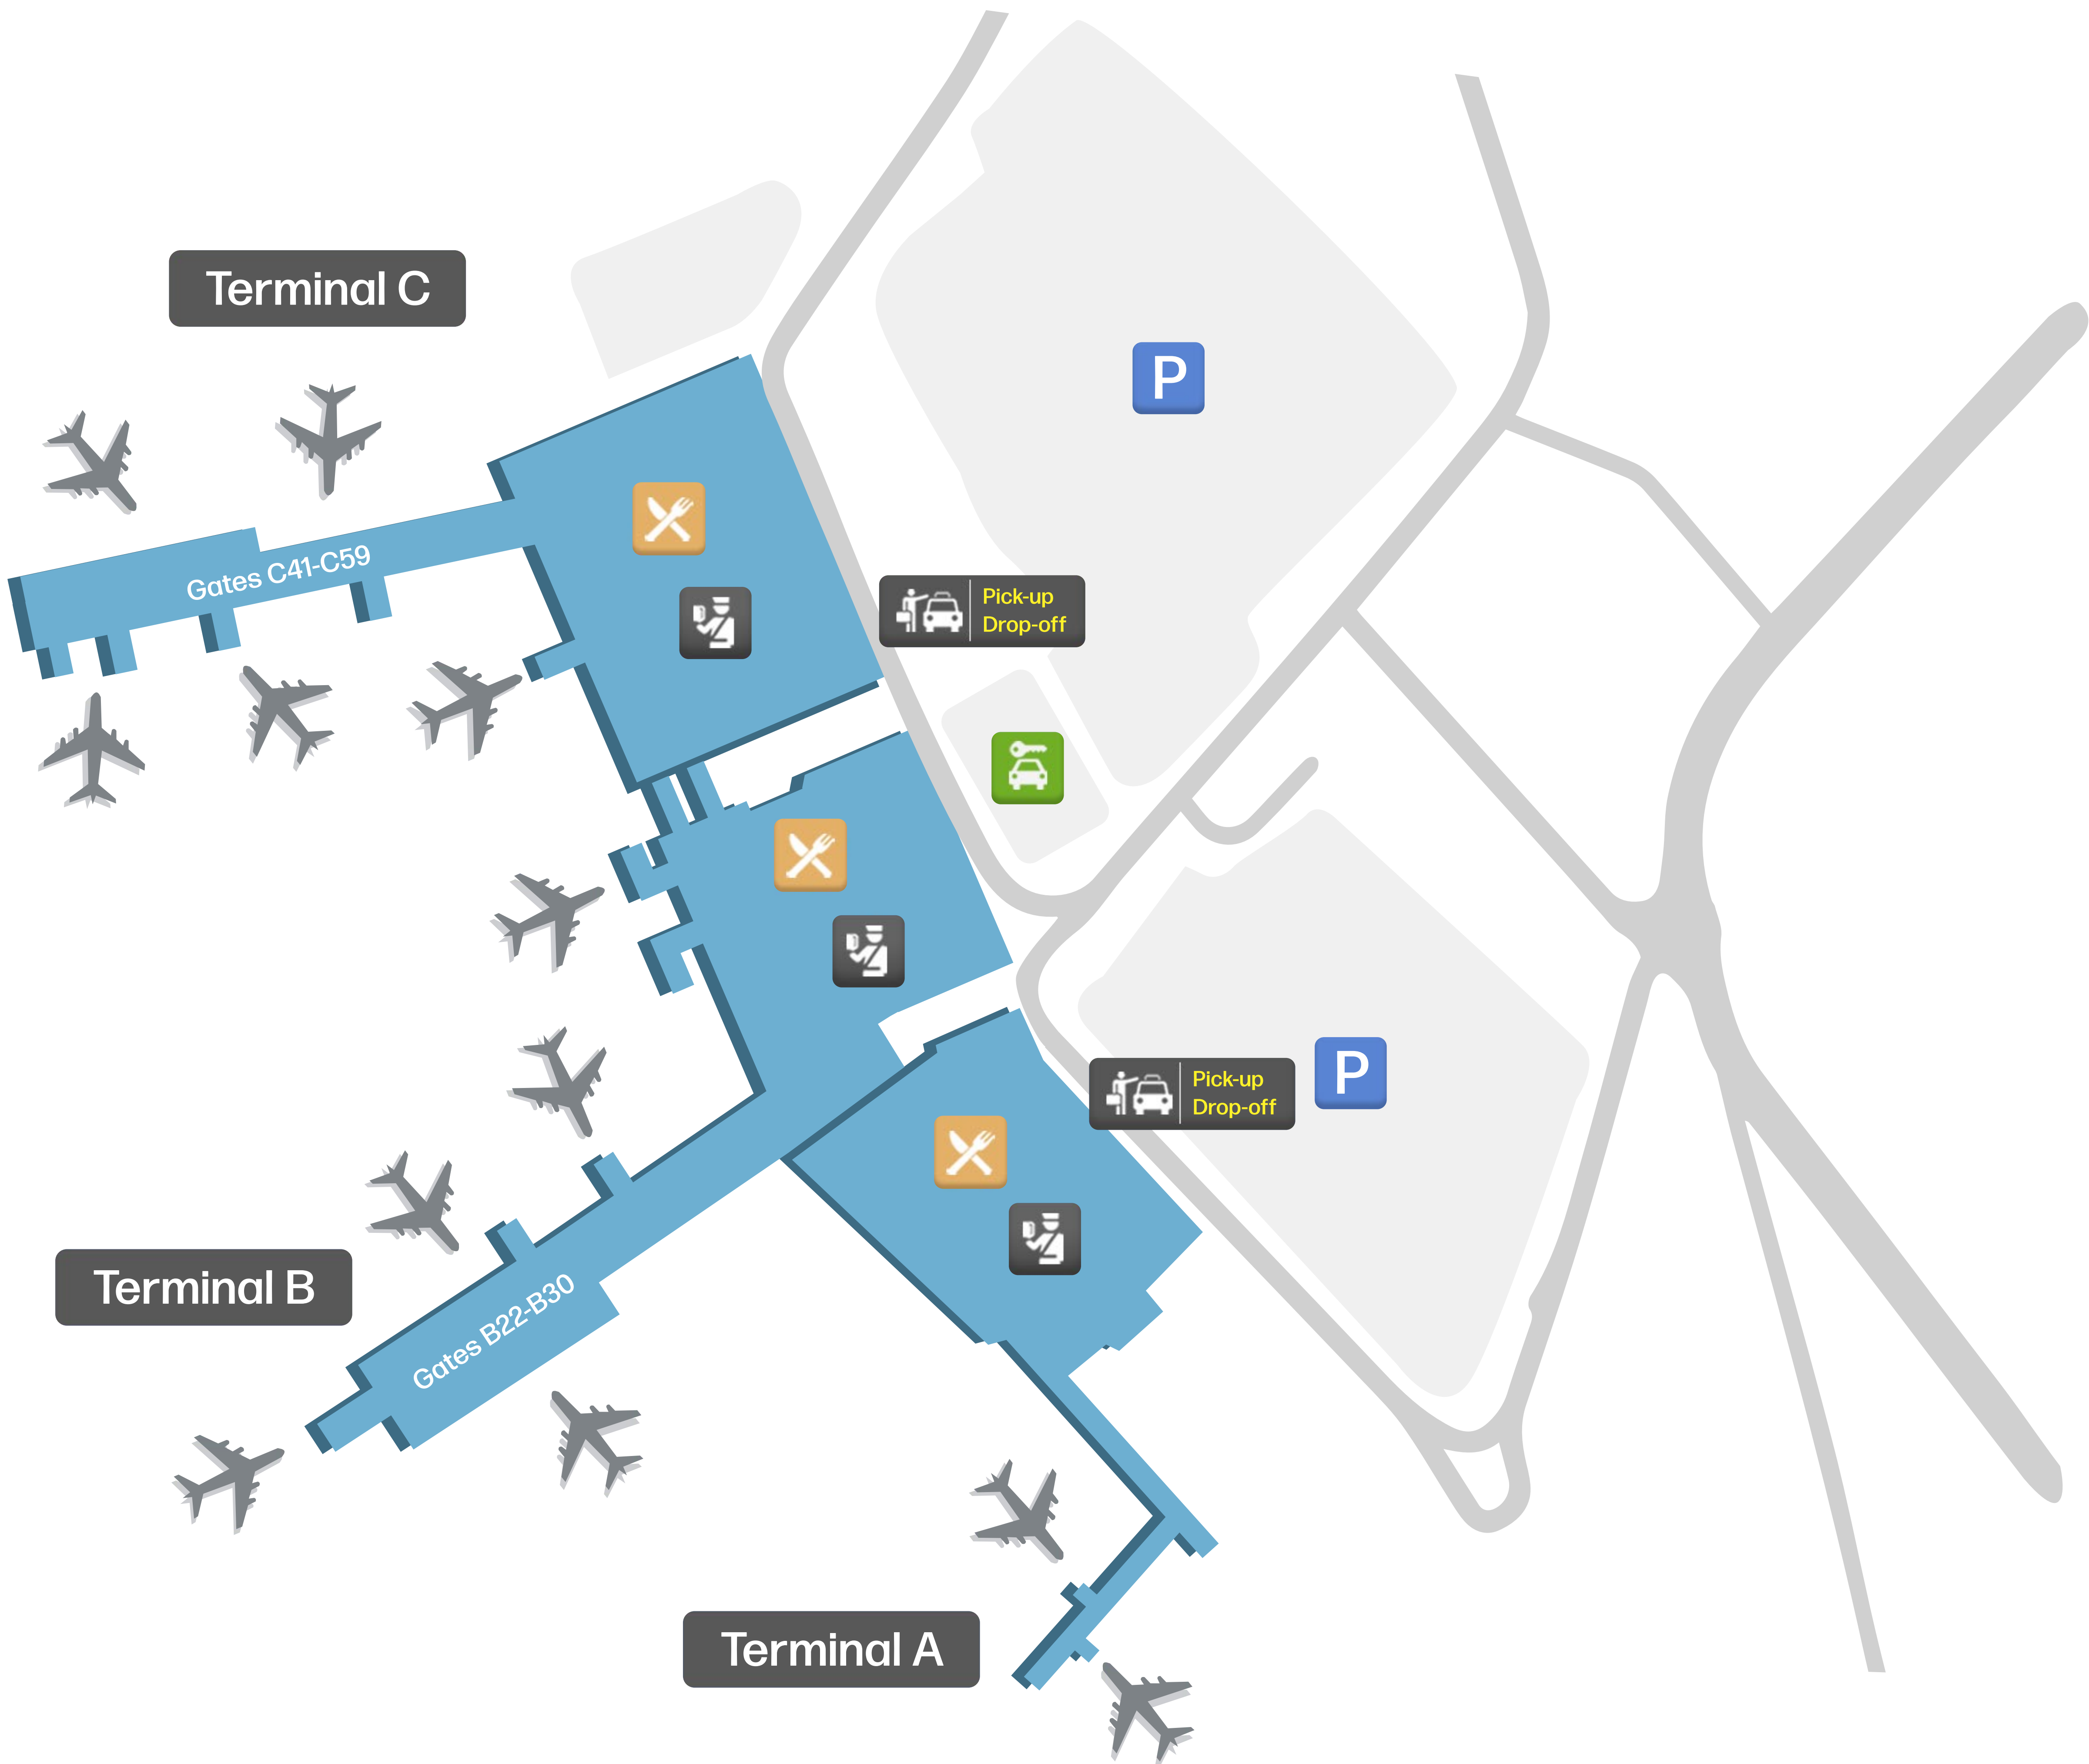 Terminal C
P
Gates C41-C59
Pick-up
Drop-off
P
Pick-up
Drop-off
Terminal B
Gates B22-B30
Terminal A